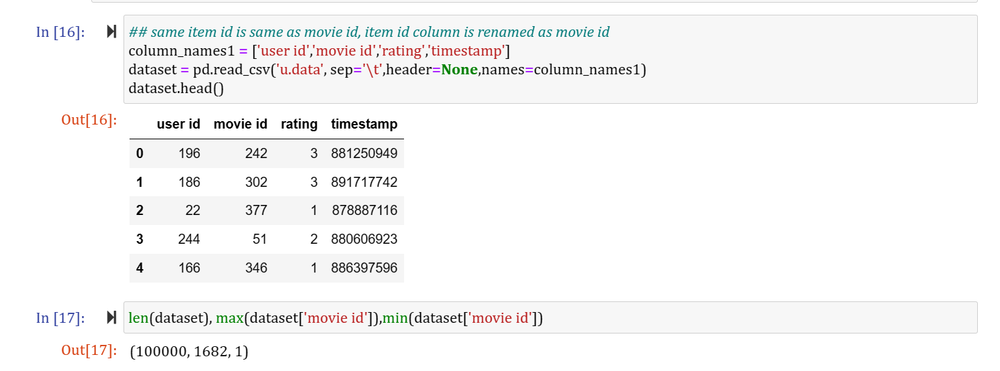 In [16]: ## same item id is same as movie id, item id column is renamed as movie id
column_names1 = ['user id','movie id','rating','timestamp']
dataset = pd.read_csv('u.data', sep='\t',header=None,names=column_names1)
dataset.head()
Out[16]:
user id movie id rating timestamp
0 196 242 3 881250949
1 186 302 3 891717742
2 22 377 1 878887116
3 244 51 2 880606923
4 166 346 1 886397596
In [17]: len(dataset), max(dataset['movie id']),min(dataset['movie id'])
Out[17]: (100000, 1682, 1)